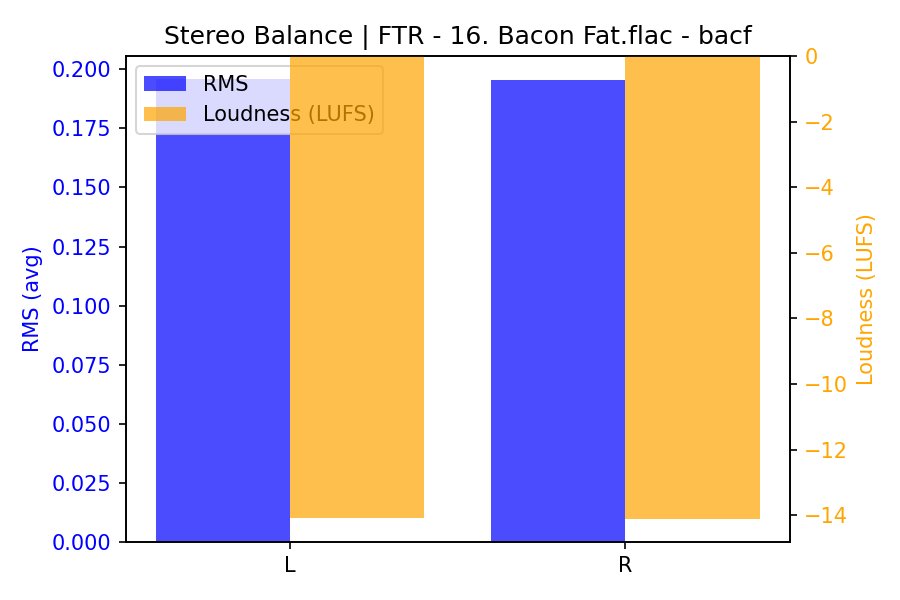 Stereo Balance | FTR - 16. Bacon Fat.flac - bacf
RMS
Loudness (LUFS)
RMS (avg)
0.200
0.175
0.150
0.125
0.100
0.075
0.050
0.025
0.000
0
−2
−4
−6
−8
−10
−12
−14
Loudness (LUFS)
L
R